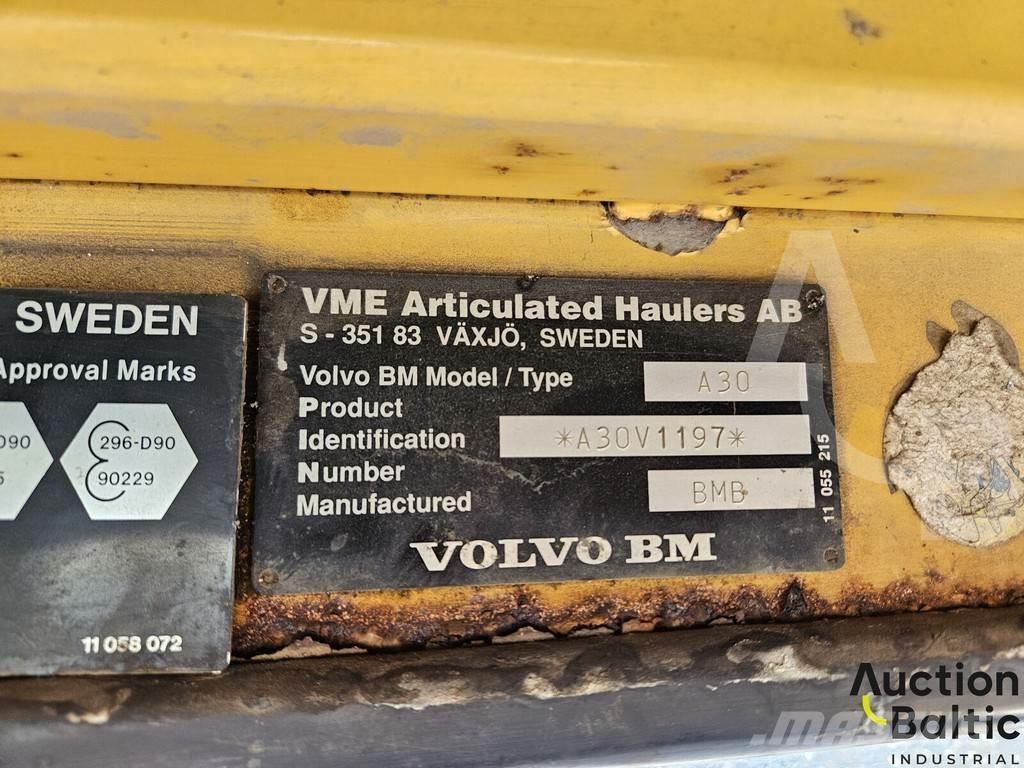 SWEDEN
Approval Marks
296-D90
90229
11 058 072
VME Articulated Haulers AB
S - 351 83 VÄXJÖ, SWEDEN
Volvo BM Model / Type A30
Product
Identification *A30V1197*
Number
Manufactured BMB
VOLVO BM
11 055 215
Auction
Baltic
INDUSTRIAL